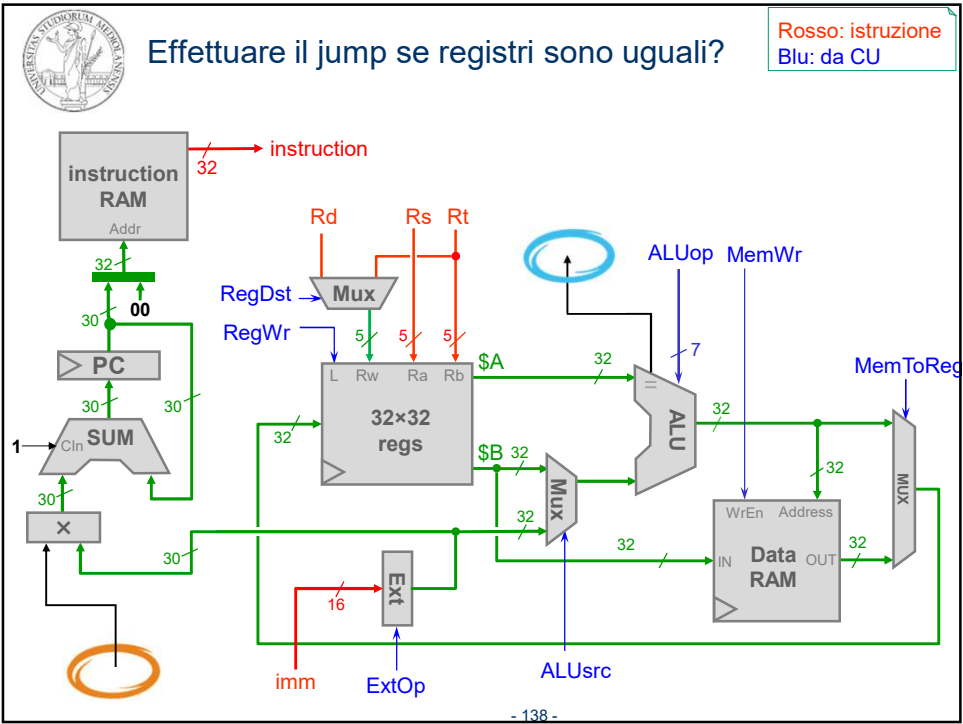 UNIVERSITAS STUDIORUM MEDIOLANENSIS
Effettuare il jump se registri sono uguali?
Rosso: istruzione
Blu: da CU
instruction
RAM
Addr
32
instruction
32
00
30
PC
30
30
1
CIn
SUM
30
×
30
Rd
Rs
Rt
RegDst
Mux
RegWr
5
5
5
L
Rw
Ra
Rb
32×32
regs
32
$A
32
$B
32
Mux
32
ALUop
MemWr
7
=
ALU
32
MemToReg
32
MUX
WrEn
Address
IN
Data
RAM
OUT
32
32
Ext
16
imm
ExtOp
ALUsrc
- 138 -